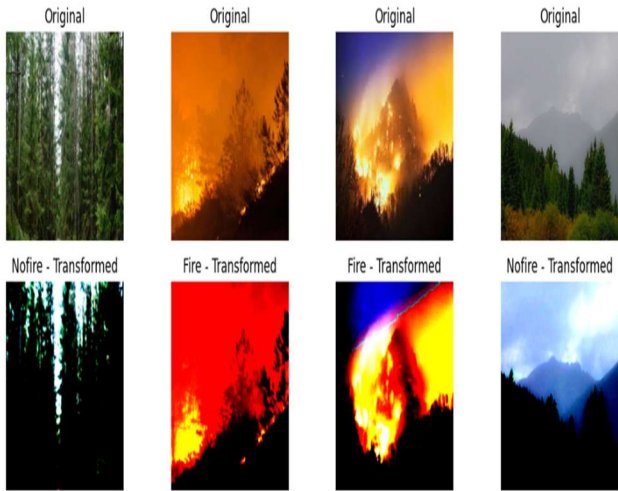 Original
Original
Original
Original
Nofire - Transformed
Fire - Transformed
Fire - Transformed
Nofire - Transformed